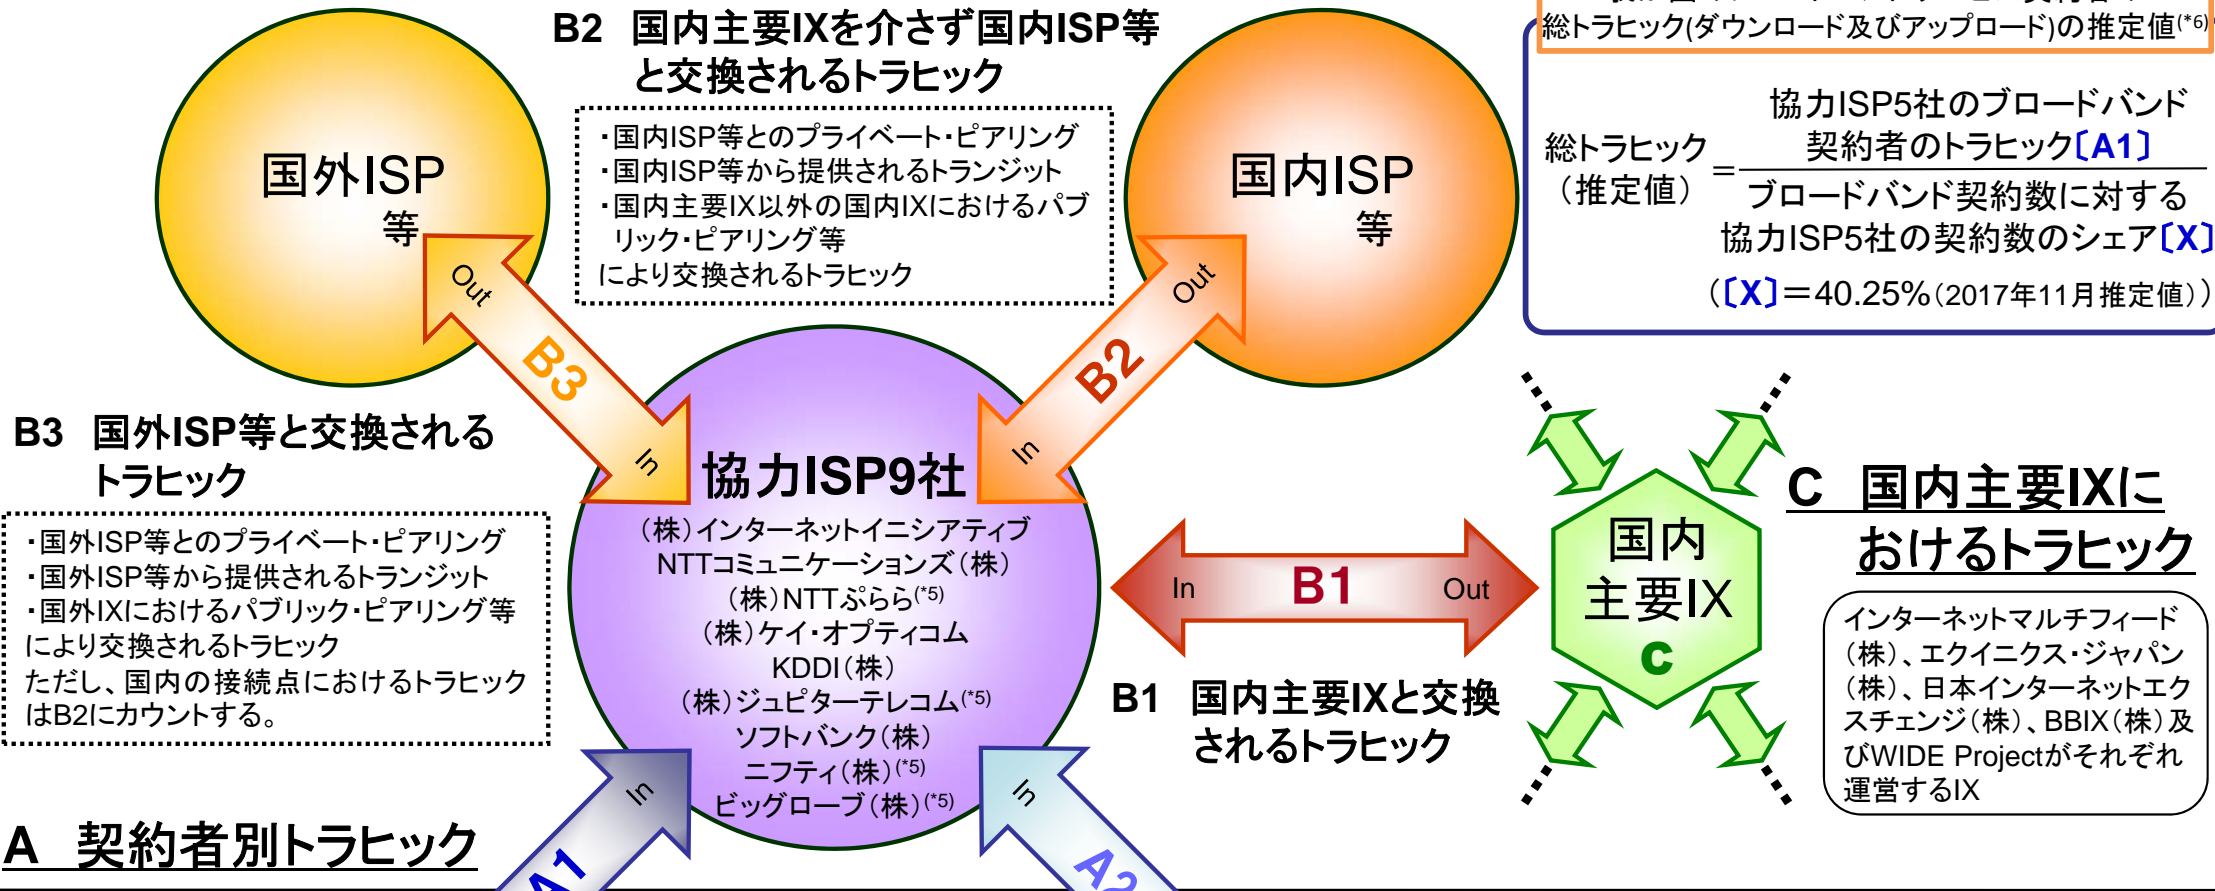 B2 国内主要IXを介さず国内ISP等
と交換されるトラヒック
・国内ISP等とのプライベート・ピアリング
・国内ISP等から提供されるトランジット
・国内主要IX以外の国内IXにおけるパブ
リック・ピアリング等
により交換されるトラヒック
国外ISP
等
国内ISP
等
総トラヒック(ダウンロード及びアップロード)の推定値(*6)
総トラヒック
（推定値）
＝
協力ISP5社のブロードバンド
契約者のトラヒック〔A1〕
ブロードバンド契約数に対する
協力ISP5社の契約数のシェア〔X〕
（〔X〕＝40.25%（2017年11月推定値））
Out
B3
In
Out
B2
In
B3 国外ISP等と交換される
トラヒック
・国外ISP等とのプライベート・ピアリング
・国外ISP等から提供されるトランジット
・国外IXにおけるパブリック・ピアリング等
により交換されるトラヒック
ただし、国内の接続点におけるトラヒック
はB2にカウントする。
協力ISP9社
（株）インターネットイニシアティブ
NTTコミュニケーションズ（株）
（株）NTTぷらら(*5)
（株）ケイ・オプティコム
KDDI（株）
（株）ジュピターテレコム(*5)
ソフトバンク（株）
ニフティ（株）(*5)
ビッグローブ（株）(*5)
In B1 Out
B1 国内主要IXと交換
されるトラヒック
国内
主要IX
C
C 国内主要IXに
おけるトラヒック
インターネットマルチフィード
（株）、エクイニクス・ジャパン
（株）、日本インターネットエク
スチェンジ（株）、BBIX（株）及
びWIDE Projectがそれぞれ
運営するIX
A 契約者別トラヒック
In
A1
In
A2